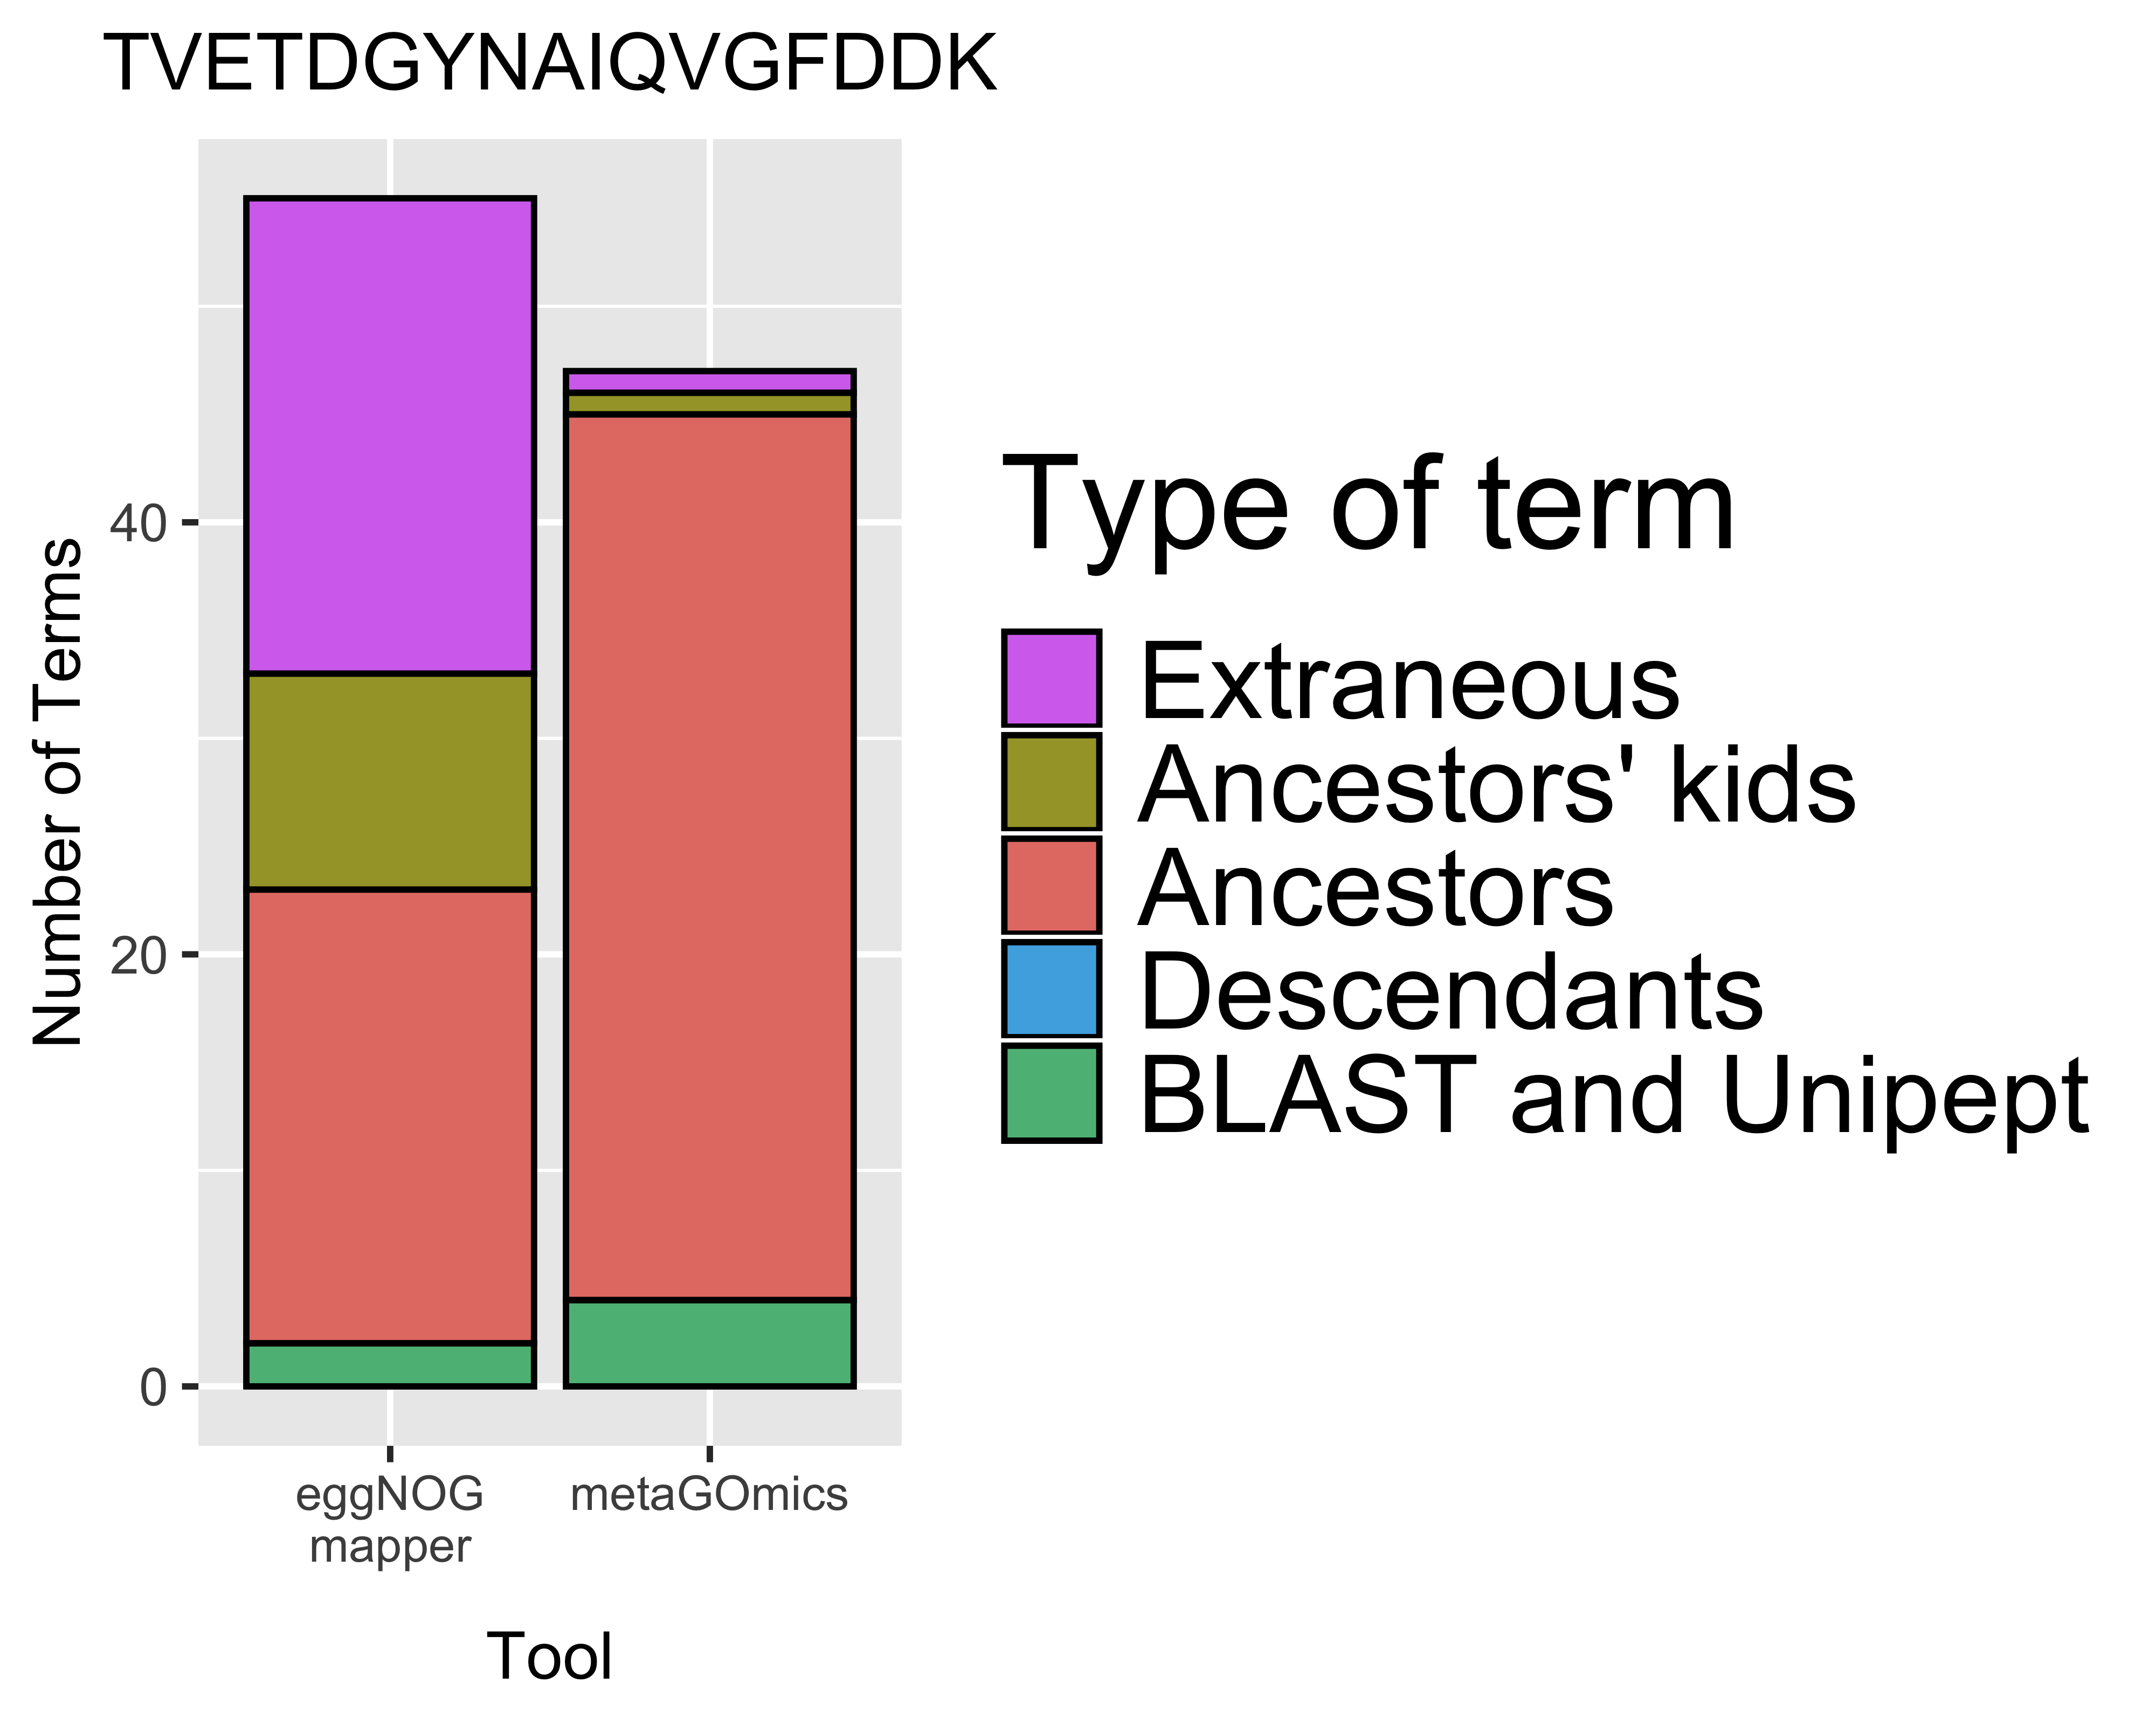 TVETDGYNAIQVGFDDK
Number of Terms
40
20
0
eggNOG
mapper
metaGOmics
Tool
Type of term
Extraneous
Ancestors' kids
Ancestors
Descendants
BLAST and Unipept